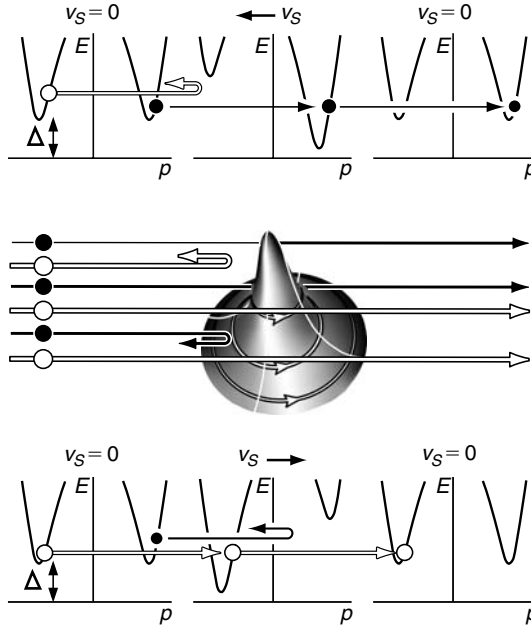 v_S = 0 v_S v_S = 0
E E E
Δ
p p p
v_S = 0 v_S v_S = 0
E E E
Δ
p p p